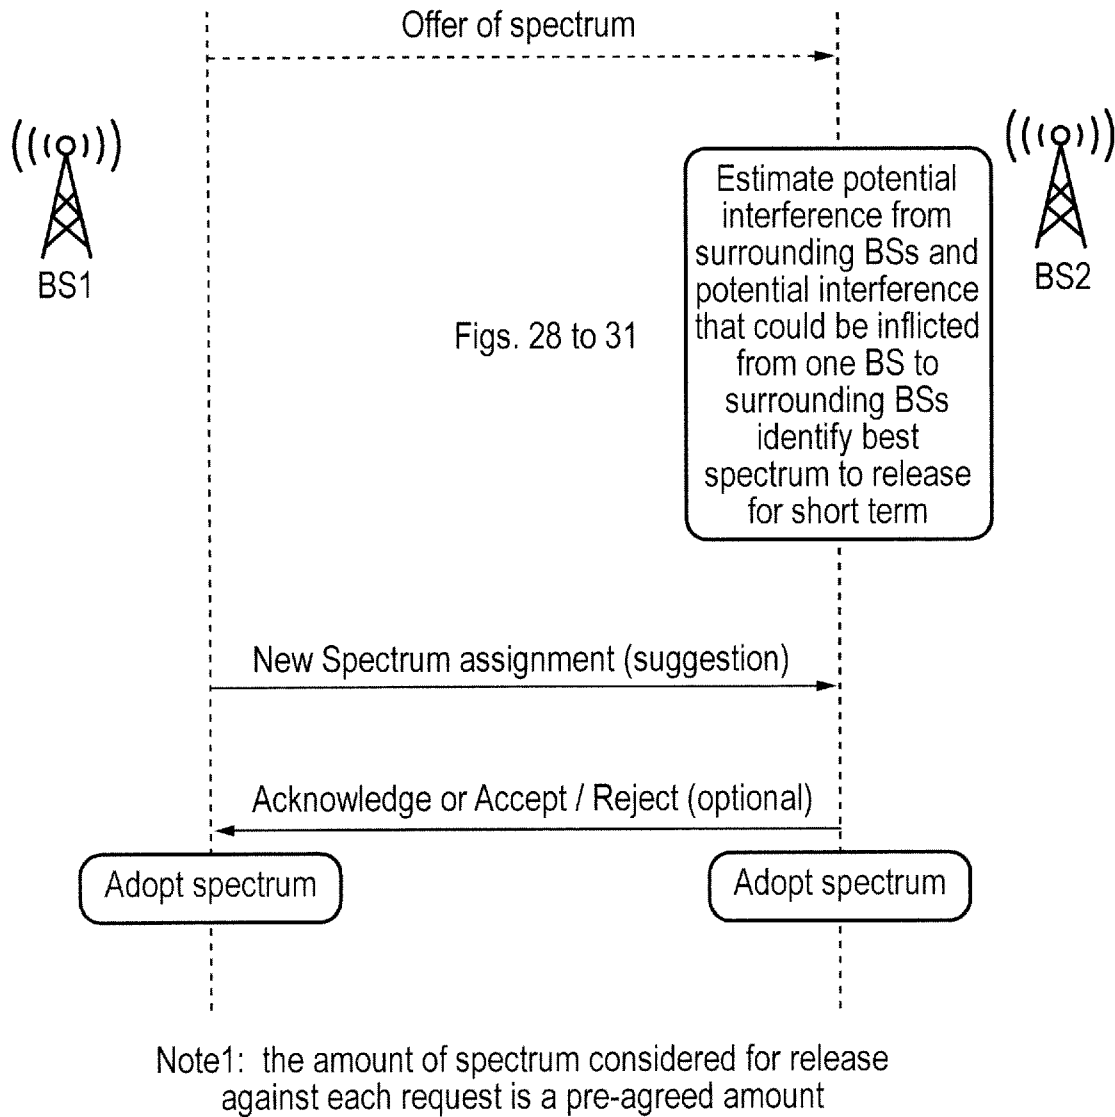 Offer of spectrum
BS1
BS2
Estimate potential
interference from
surrounding BSs and
potential interference
that could be inflicted
from one BS to
surrounding BSs
identify best
spectrum to release
for short term
Figs. 28 to 31
New Spectrum assignment (suggestion)
Acknowledge or Accept / Reject (optional)
Adopt spectrum
Adopt spectrum
Note1: the amount of spectrum considered for release
against each request is a pre-agreed amount